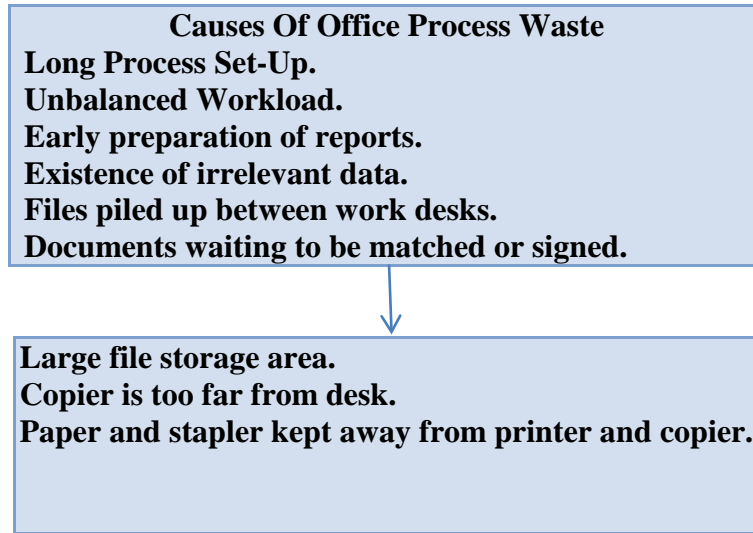 Causes Of Office Process Waste
Long Process Set-Up.
Unbalanced Workload.
Early preparation of reports.
Existence of irrelevant data.
Files piled up between work desks.
Documents waiting to be matched or signed.
Large file storage area.
Copier is too far from desk.
Paper and stapler kept away from printer and copier.